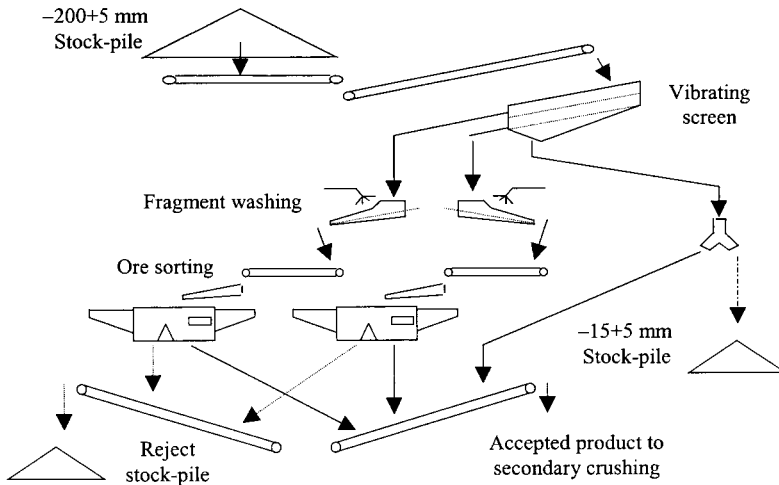 –200+5 mm
Stock-pile
Vibrating
screen
Fragment washing
Ore sorting
–15+5 mm
Stock-pile
Reject
stock-pile
Accepted product to
secondary crushing